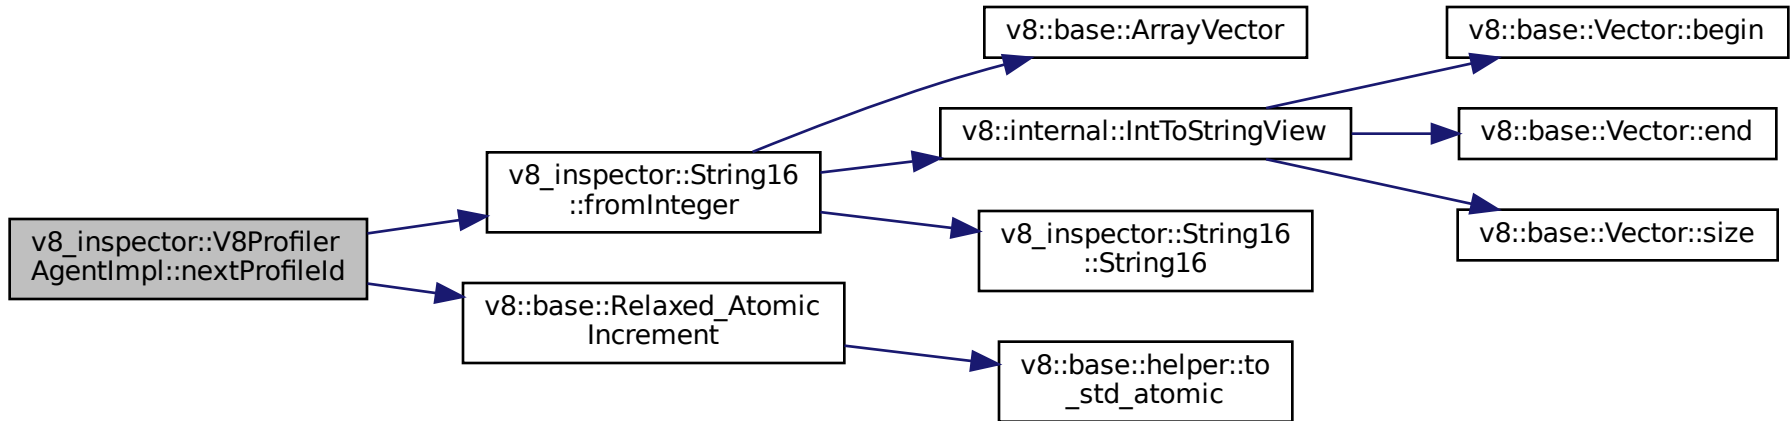 v8_inspector::V8Profiler
AgentImpl::nextProfileId
v8_inspector::String16
::fromInteger
v8::base::Relaxed_Atomic
Increment
v8::base::ArrayVector
v8::internal::IntToStringView
v8_inspector::String16
::String16
v8::base::helper::to
_std_atomic
v8::base::Vector::begin
v8::base::Vector::end
v8::base::Vector::size